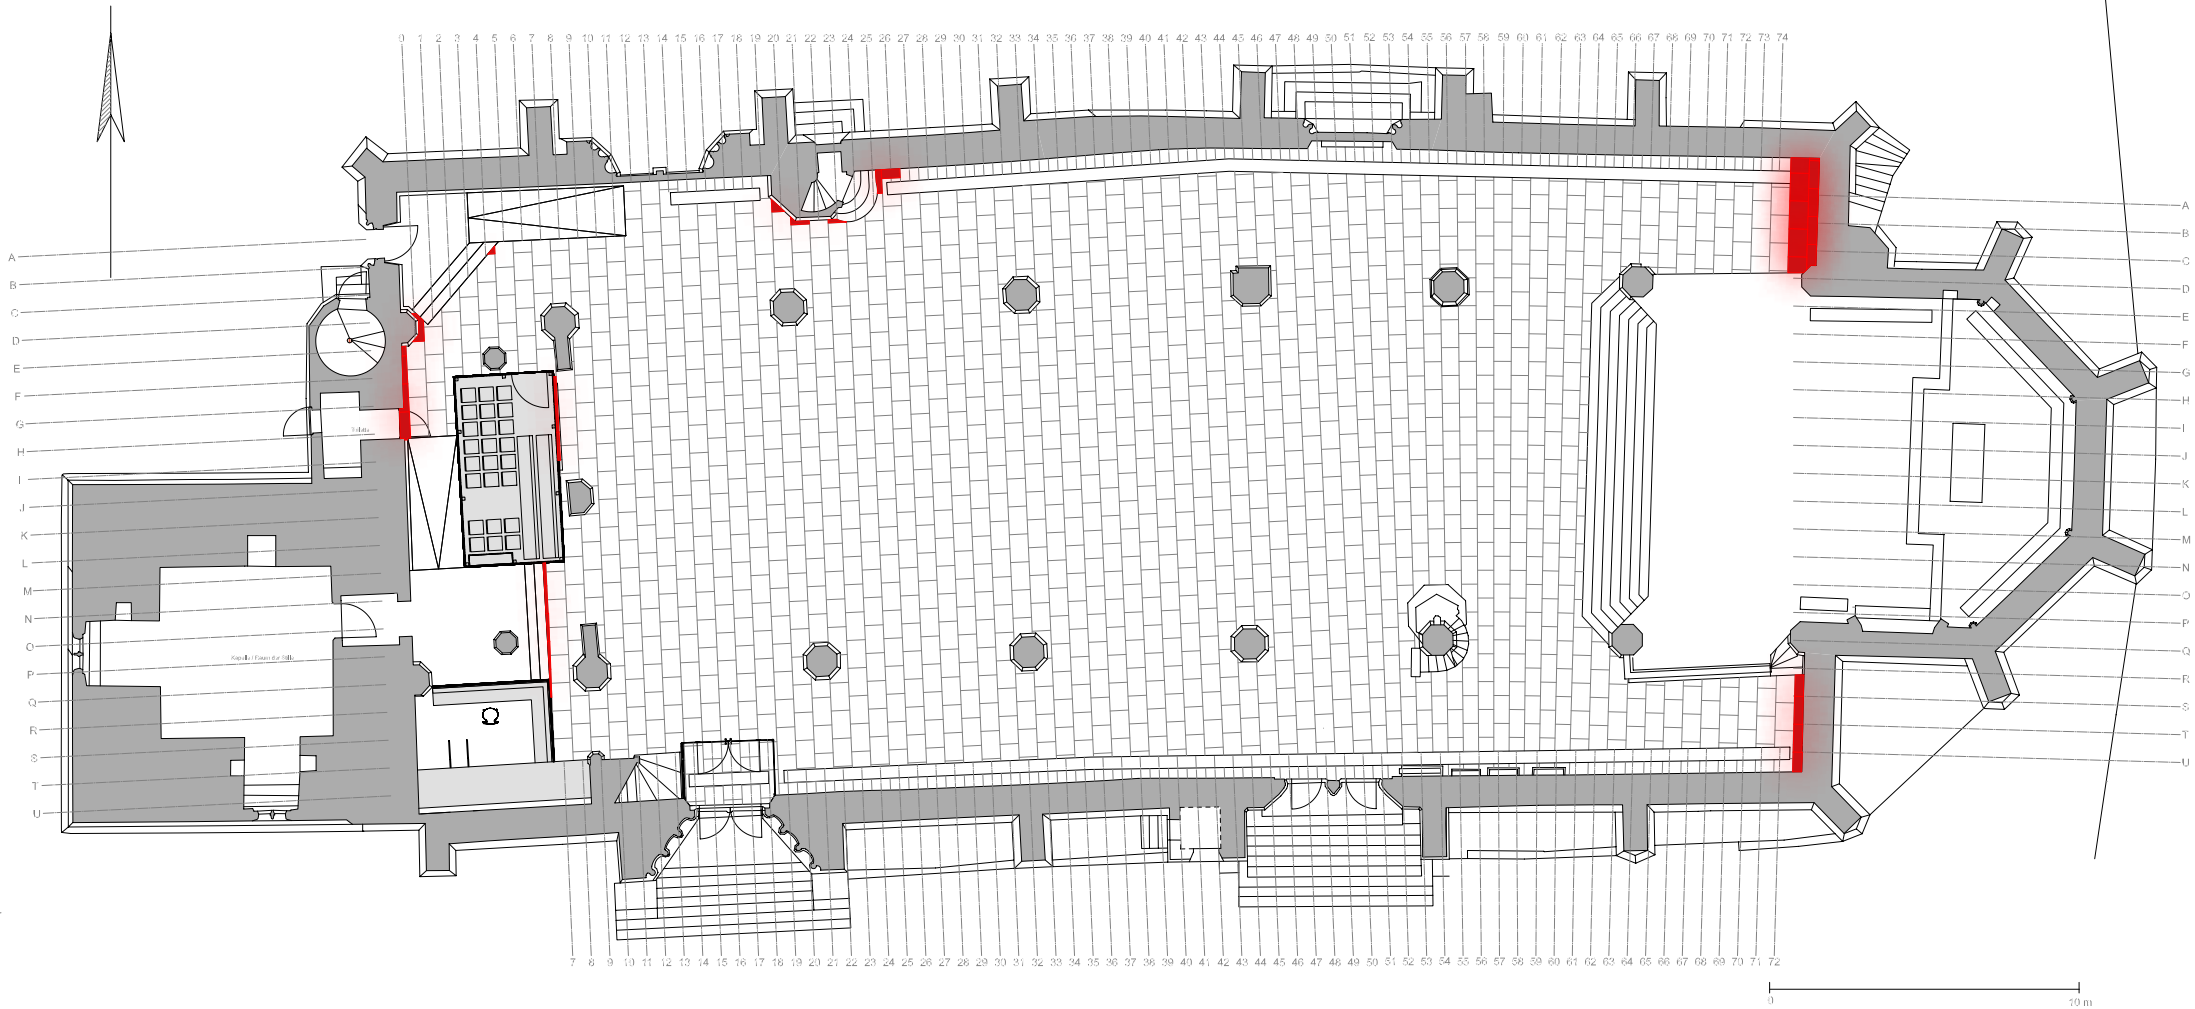 0 1 2 3 4 5 6 7 8 9 10 11 12 13 14 15 16 17 18 19 20 21 22 23 24 25 26 27 28 29 30 31 32 33 34 35 36 37 38 39 40 41 42 43 44 45 46 47 48 49 50 51 52 53 54 55 56 57 58 59 60 61 62 63 64 65 66 67 68 69 70 71 72 73 74
A
B
C
D
E
F
G
H
I
J
K
L
M
N
O
P
Q
R
S
T
U
Toilette
Kapelle / Raum der Stille
A
B
C
D
E
F
G
H
I
J
K
L
M
N
O
P
Q
R
S
T
U
7 8 9 10 11 12 13 14 15 16 17 18 19 20 21 22 23 24 25 26 27 28 29 30 31 32 33 34 35 36 37 38 39 40 41 42 43 44 45 46 47 48 49 50 51 52 53 54 55 56 57 58 59 60 61 62 63 64 65 66 67 68 69 70 71 72
0 10 m